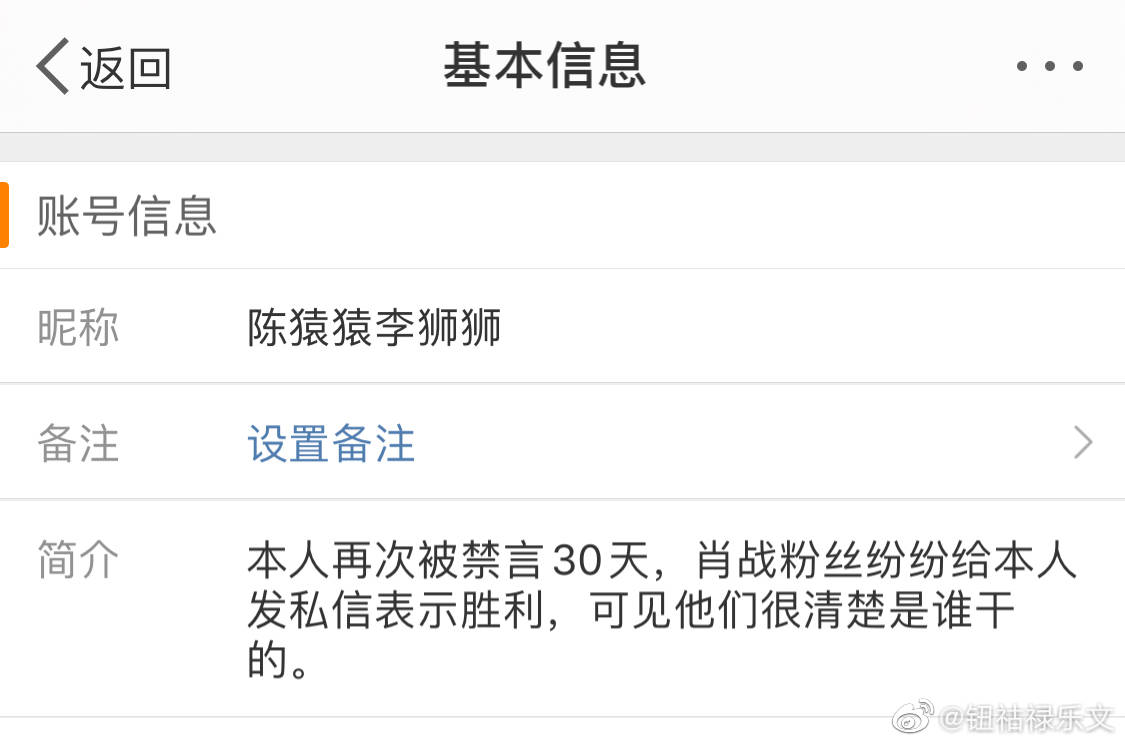 返回 基本信息 ···
账号信息
昵称 陈猿猿李狮狮
备注 设置备注
简介 本人再次被禁言30天，肖战粉丝纷纷给本人
发私信表示胜利，可见他们很清楚是谁干
的。
@钮祜禄乐文